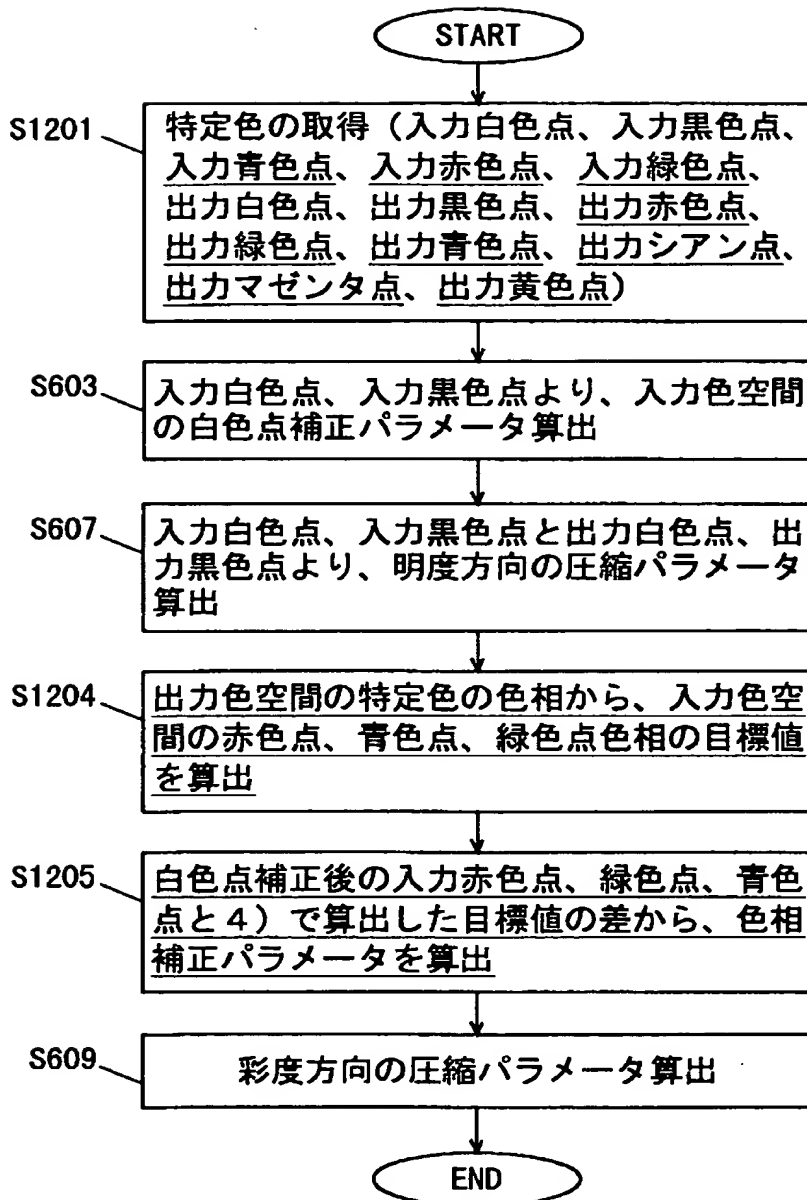 START
S1201
特定色の取得（入力白色点、入力黒色点、
入力青色点、入力赤色点、入力緑色点、
出力白色点、出力黒色点、出力赤色点、
出力緑色点、出力青色点、出力シアン点、
出力マゼンタ点、出力黄色点）
S603
入力白色点、入力黒色点より、入力色空間
の白色点補正パラメータ算出
S607
入力白色点、入力黒色点と出力白色点、出
力黒色点より、明度方向の圧縮パラメータ
算出
S1204
出力色空間の特定色の色相から、入力色空
間の赤色点、青色点、緑色点色相の目標値
を算出
S1205
白色点補正後の入力赤色点、緑色点、青色
点と４）で算出した目標値の差から、色相
補正パラメータを算出
S609
彩度方向の圧縮パラメータ算出
END